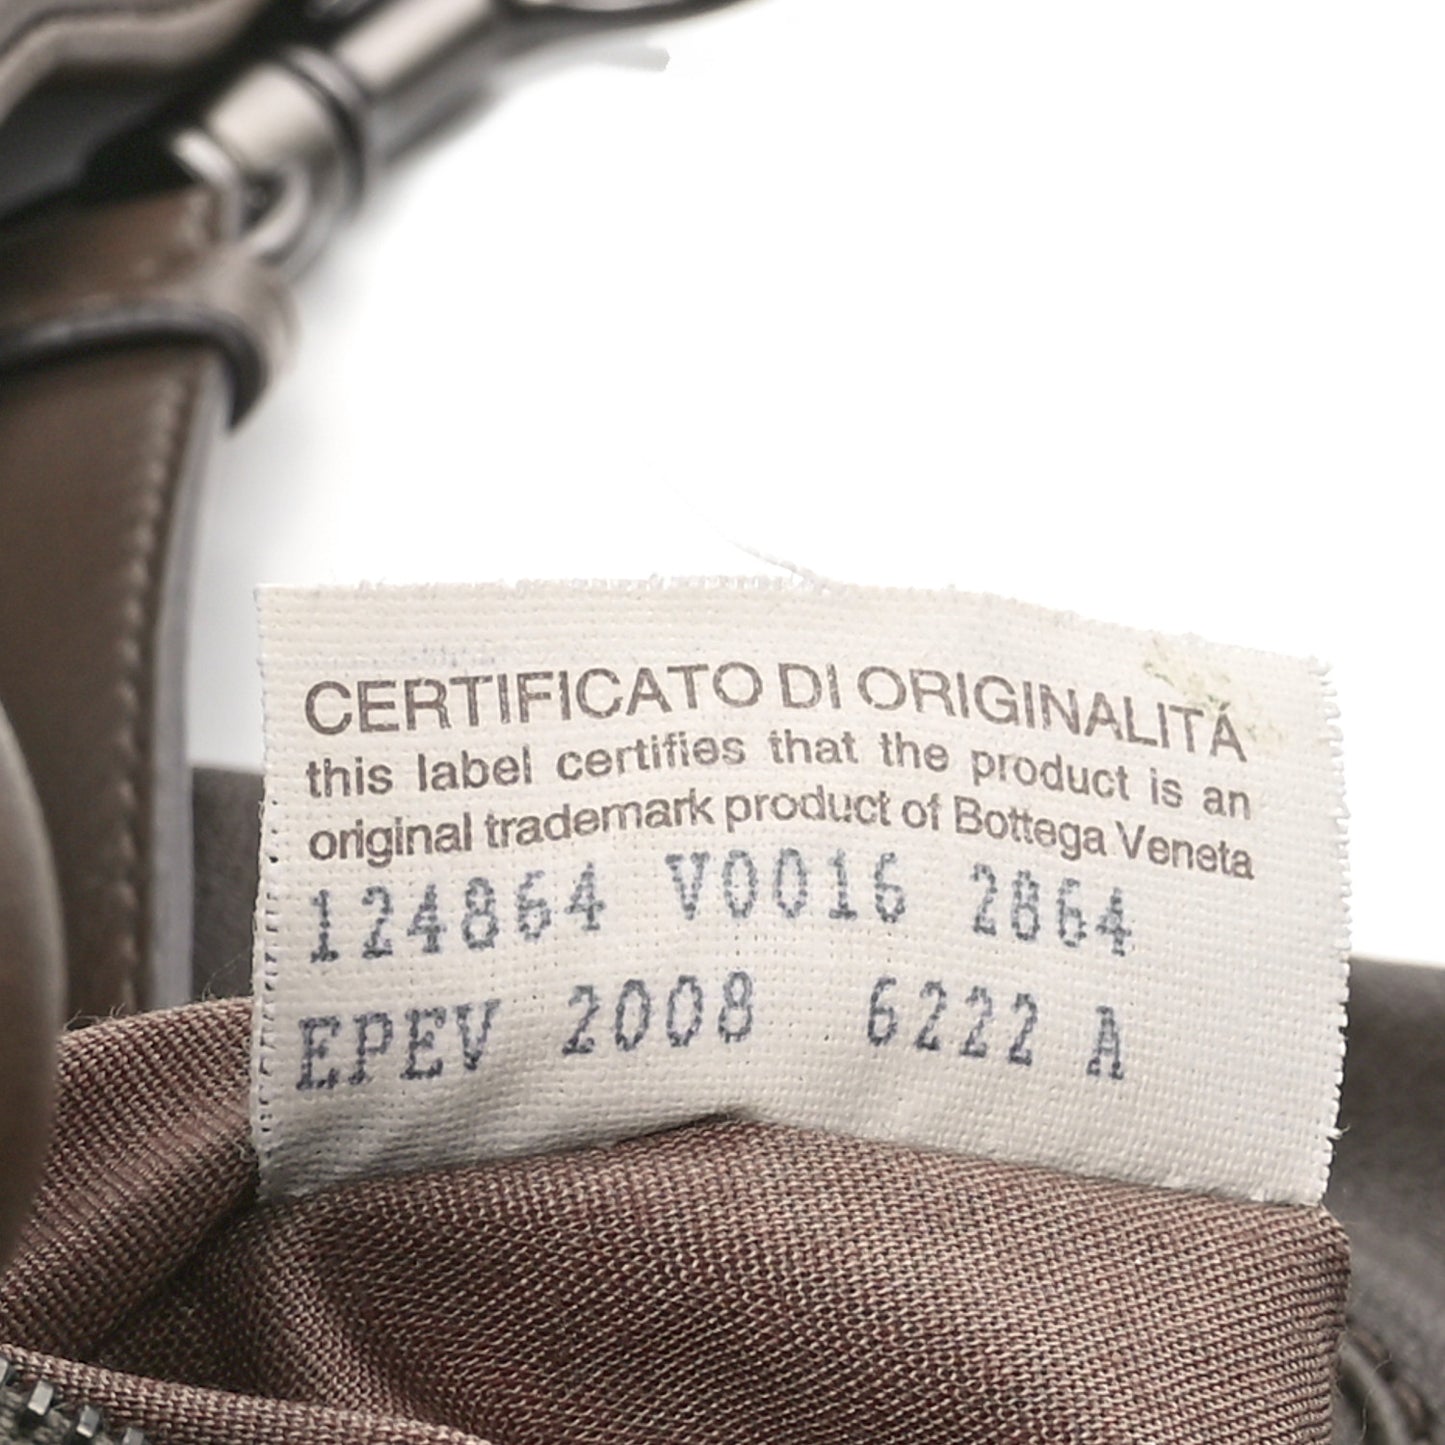 CERTIFICATO DI ORIGINALITÁ
this label certifies that the product is an
original trademark product of Bottega Veneta
124864 V0016 2864
EPEV 2008 6222 A